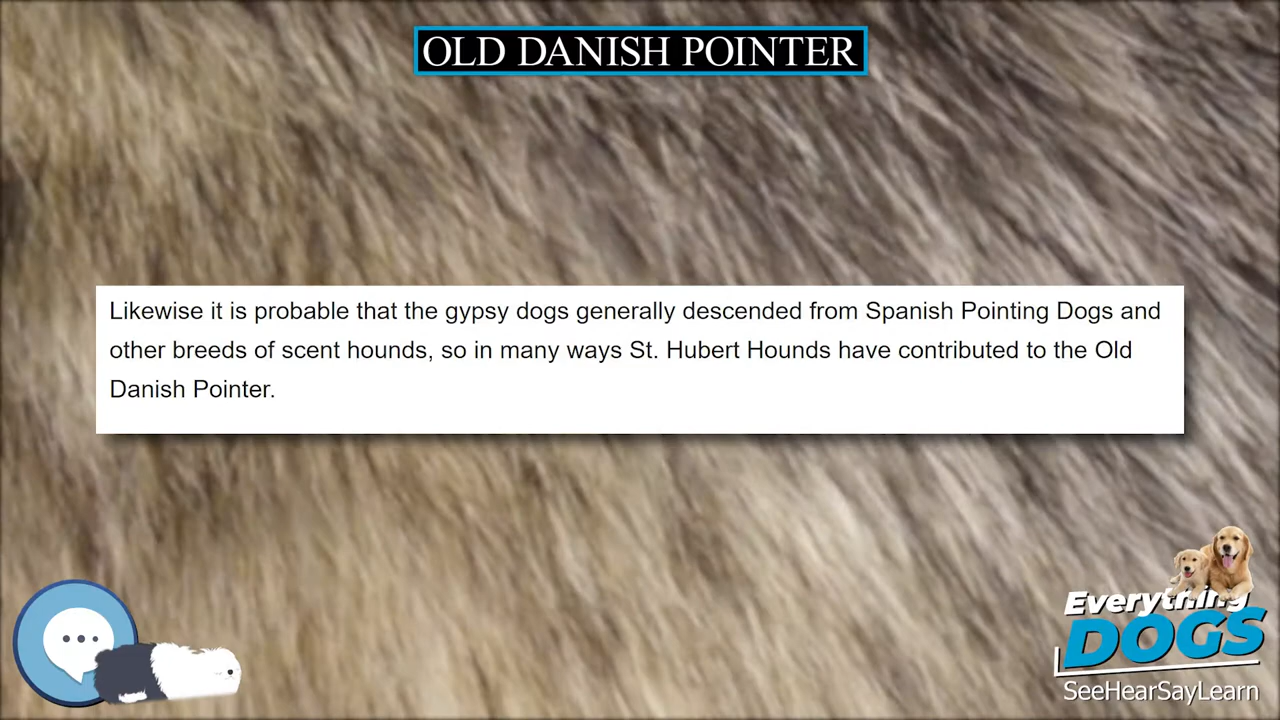 OLD DANISH POINTER
Likewise it is probable that the gypsy dogs generally descended from Spanish Pointing Dogs and
other breeds of scent hounds, so in many ways St. Hubert Hounds have contributed to the Old
Danish Pointer.
Everything
DOGS
SeeHearSayLearn